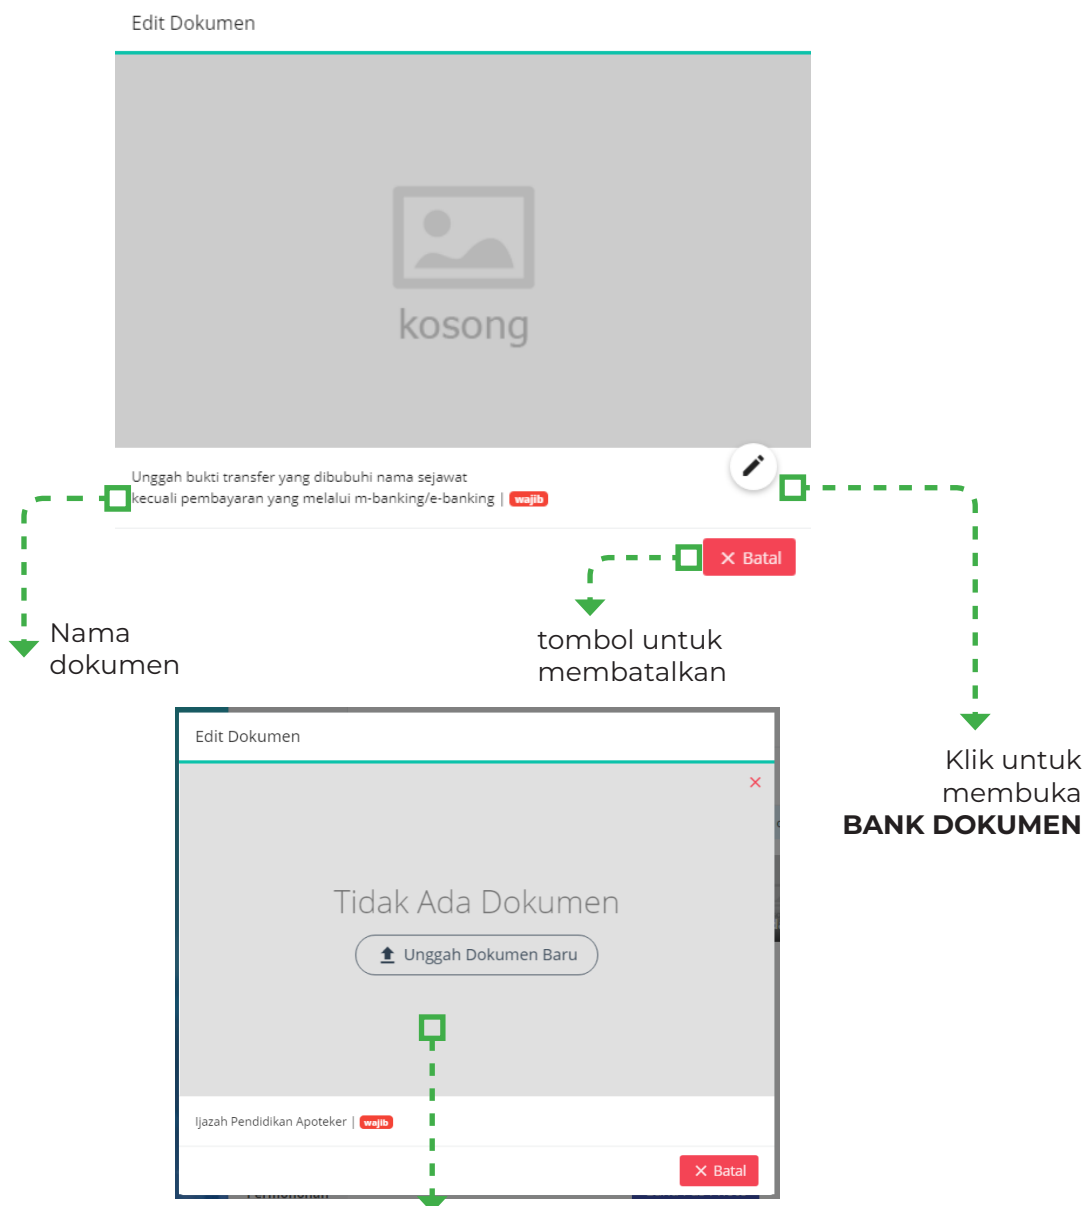 Edit Dokumen
kosong
Unggah bukti transfer yang dibubuhi nama sejawat
kecuali pembayaran yang melalui m-banking/e-banking | wajib
Batal
Nama
dokumen
tombol untuk
membatalkan
Klik untuk
membuka
BANK DOKUMEN
Edit Dokumen
Tidak Ada Dokumen
Unggah Dokumen Baru
Ijazah Pendidikan Apoteker | wajib
Batal